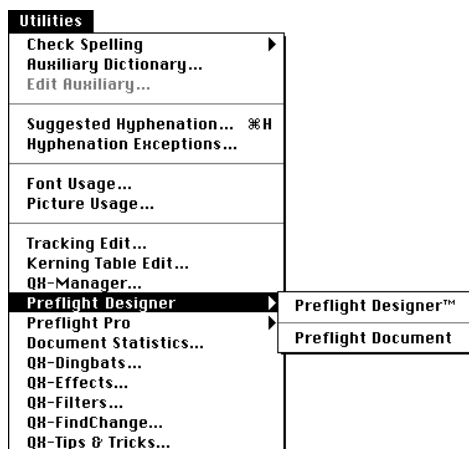 Utilities
Check Spelling
Auxiliary Dictionary...
Edit Auxiliary...
Suggested Hyphenation... ⌘H
Hyphenation Exceptions...
Font Usage...
Picture Usage...
Tracking Edit...
Kerning Table Edit...
QX-Manager...
Preflight Designer
Preflight Designer™
Preflight Pro
Preflight Document
Document Statistics...
QX-Dingbats...
QX-Effects...
QX-Filters...
QX-FindChange...
QX-Tips & Tricks...